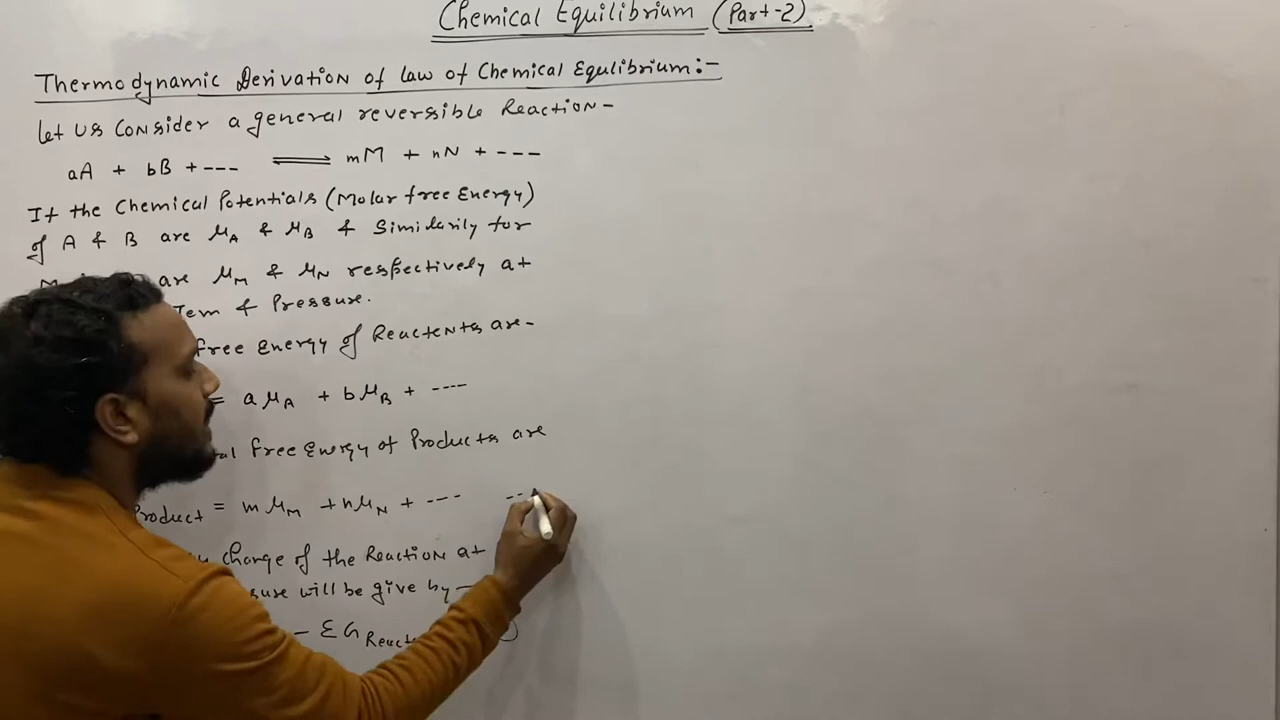 Chemical Equilibrium (Part-2)
Thermodynamic Derivation of law of Chemical Equlibrium:-
Let us Consider a general reversible Reaction-
aA + bB + --- ⇌ mM + nN + ---
If the Chemical Potentials (Molar free Energy)
of A & B are μA & μB & Similarily for
are μM & μN respectively at
Tem & Pressure.
free Energy of Reactents are-
= aμA + bμB + ----
free Energy of Products are
Product = mμM + nμN + --- --
change of the Reaction at
will be give by-
- ΣG